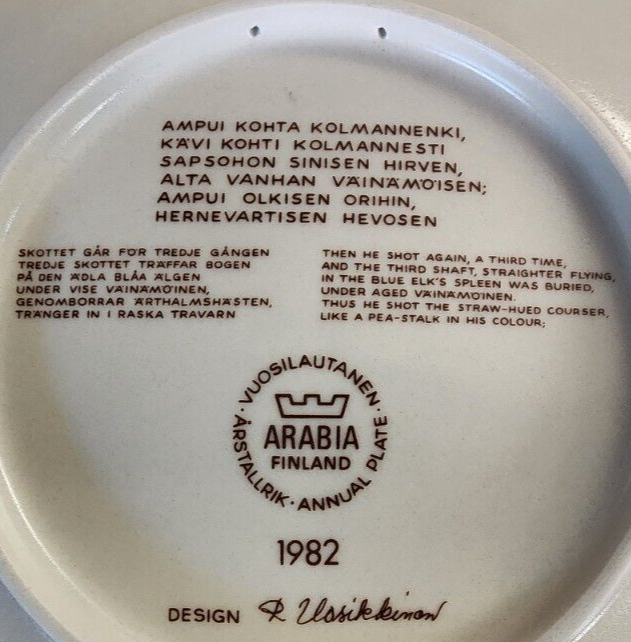 AMPUI KOHTA KOLMANNENKI,
KÄVI KOHTI KOLMANNESTI
SAPSOHON SINISEN HIRVEN,
ALTA VANHAN VÄINÄMÖISEN;
AMPUI OLKISEN ORIHIN,
HERNEVARTISEN HEVOSEN
SKOTTET GÅR FÖR TREDJE GÅNGEN
TREDJE SKOTTET TRÄFFAR BOGEN
PÅ DEN ÄDLA BLÅA ÄLGEN
UNDER VISE VÄINÄMÖINEN,
GENOMBORRAR ÄRTHALMSHÄSTEN,
TRÄNGER IN I RASKA TRAVARN
THEN HE SHOT AGAIN, A THIRD TIME,
AND THE THIRD SHAFT, STRAIGHTER FLYING,
IN THE BLUE ELK'S SPLEEN WAS BURIED,
UNDER AGED VÄINÄMÖINEN.
THUS HE SHOT THE STRAW-HUED COURSER,
LIKE A PEA-STALK IN HIS COLOUR;
· VUOSILAUTANEN ·
ARABIA
FINLAND
ÅRSTALLRIK · ANNUAL PLATE
1982
DESIGN R Uosikkinen